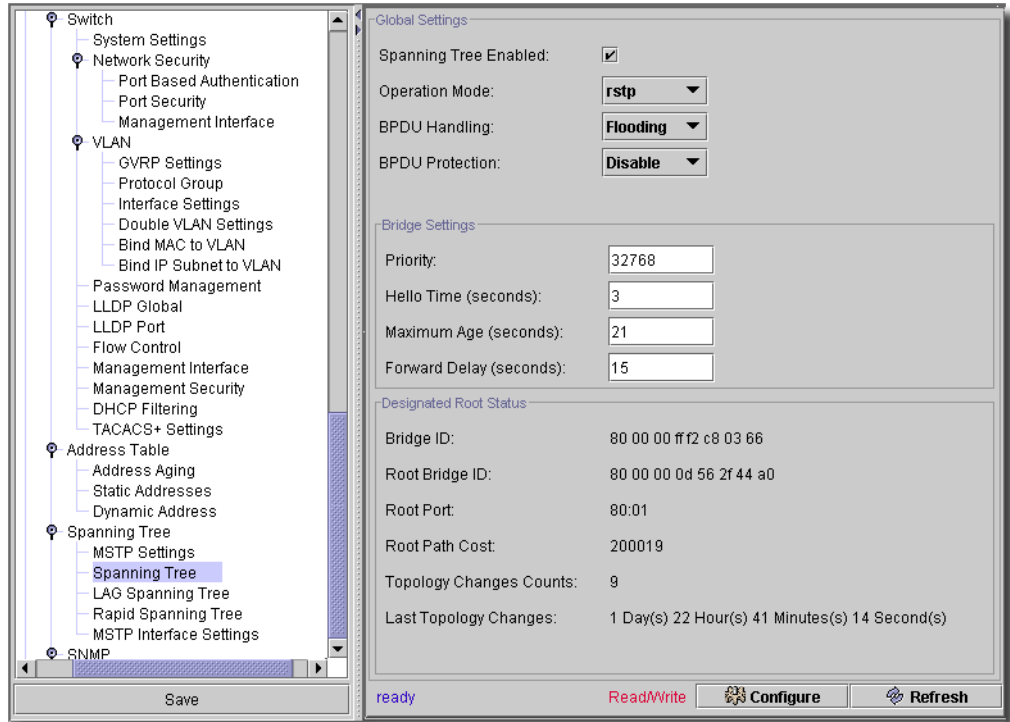 Switch
System Settings
Network Security
Port Based Authentication
Port Security
Management Interface
VLAN
GVRP Settings
Protocol Group
Interface Settings
Double VLAN Settings
Bind MAC to VLAN
Bind IP Subnet to VLAN
Password Management
LLDP Global
LLDP Port
Flow Control
Management Interface
Management Security
DHCP Filtering
TACACS+ Settings
Address Table
Address Aging
Static Addresses
Dynamic Address
Spanning Tree
MSTP Settings
Spanning Tree
LAG Spanning Tree
Rapid Spanning Tree
MSTP Interface Settings
SNMP
Save
Global Settings
Spanning Tree Enabled:
Operation Mode: rstp
BPDU Handling: Flooding
BPDU Protection: Disable
Bridge Settings
Priority: 32768
Hello Time (seconds): 3
Maximum Age (seconds): 21
Forward Delay (seconds): 15
Designated Root Status
Bridge ID: 80 00 00 ff f2 c8 03 66
Root Bridge ID: 80 00 00 0d 56 2f 44 a0
Root Port: 80:01
Root Path Cost: 200019
Topology Changes Counts: 9
Last Topology Changes: 1 Day(s) 22 Hour(s) 41 Minutes(s) 14 Second(s)
ready Read/Write Configure Refresh